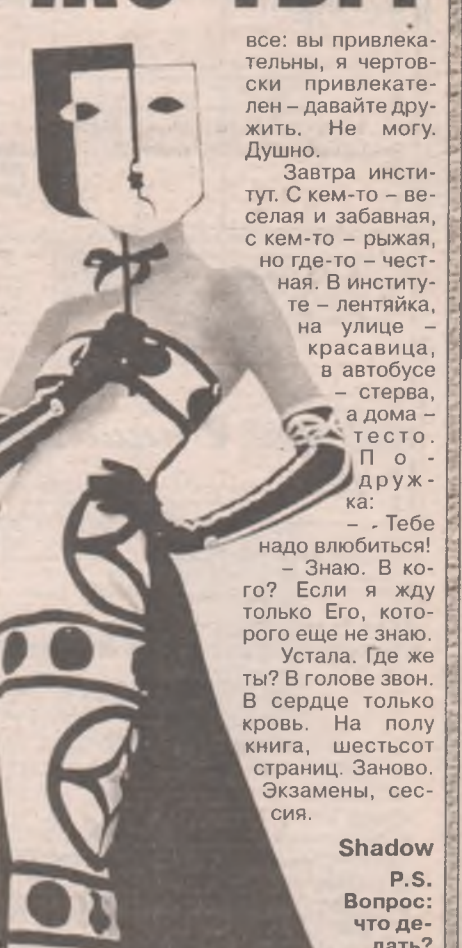 все: вы привлека-
тельны, я чертов-
ски привлекате-
лен – давайте дру-
жить. Не могу.
Душно.
Завтра инсти-
тут. С кем-то – ве-
селая и забавная,
с кем-то – рыжая,
но где-то – чест-
ная. В институ-
те – лентяйка,
на улице –
красавица,
в автобусе
– стерва,
а дома –
тесто.
По-
друж-
ка:
– Тебе
надо влюбиться!
– Знаю. В ко-
го? Если я жду
только Его, кото-
рого еще не знаю.
Устала. Где же
ты? В голове звон.
В сердце только
кровь. На полу
книга, шестьсот
страниц. Заново.
Экзамены, сес-
сия.
Shadow
P.S.
Вопрос:
что де-
лать?